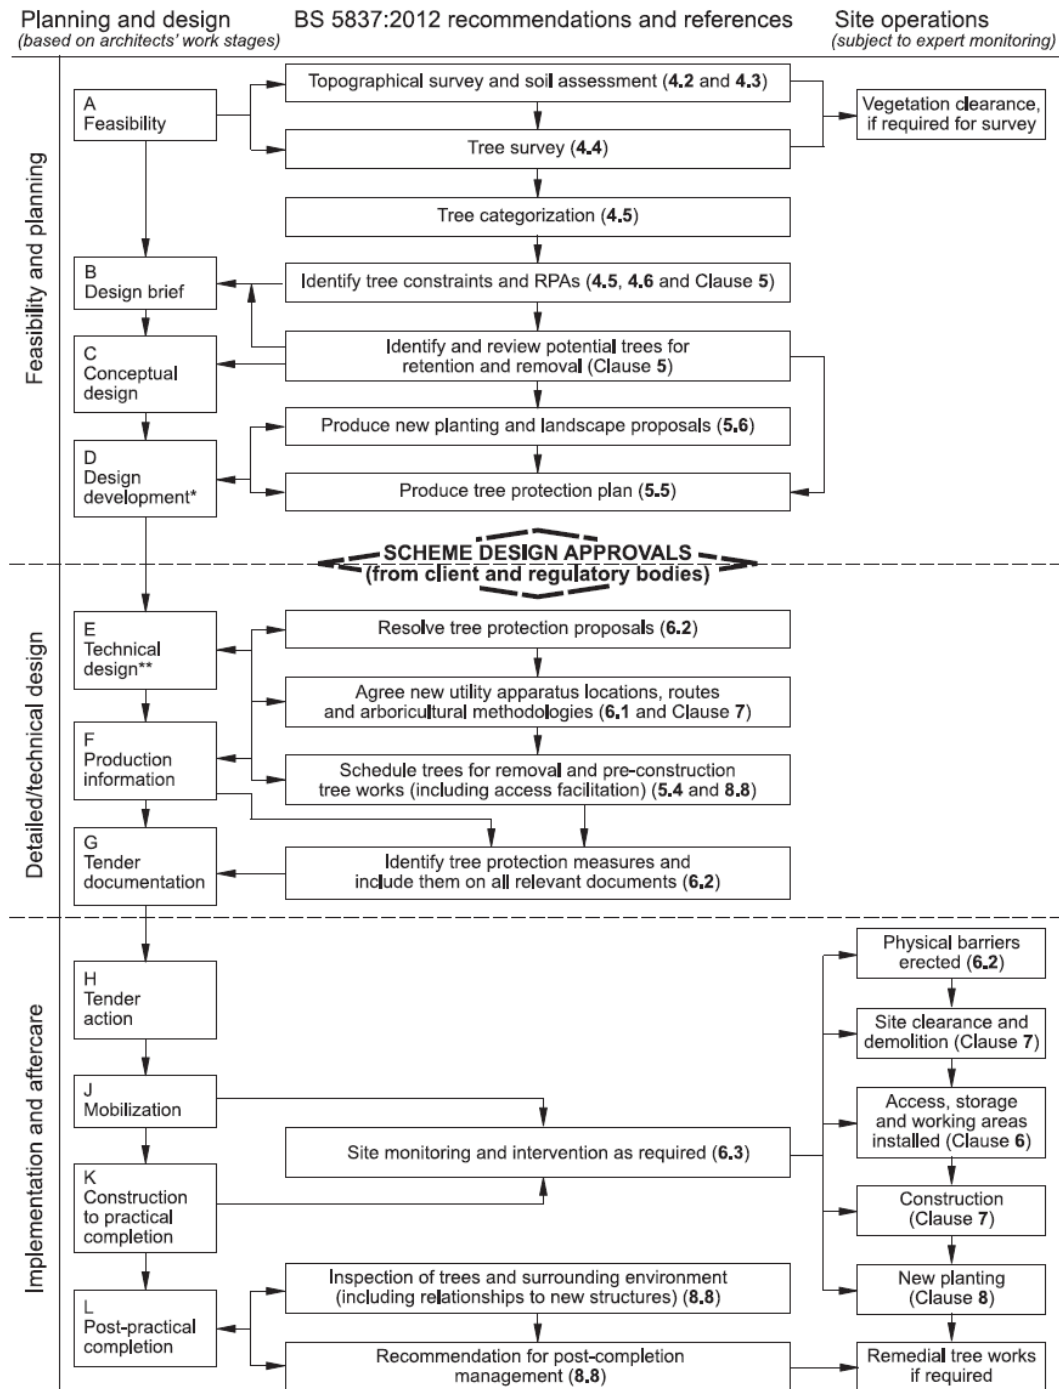 Planning and design
(based on architects' work stages)
BS 5837:2012 recommendations and references
Site operations
(subject to expert monitoring)
Feasibility and planning
A
Feasibility
Topographical survey and soil assessment (4.2 and 4.3)
Vegetation clearance,
if required for survey
Tree survey (4.4)
Tree categorization (4.5)
B
Design brief
Identify tree constraints and RPAs (4.5, 4.6 and Clause 5)
C
Conceptual
design
Identify and review potential trees for
retention and removal (Clause 5)
Produce new planting and landscape proposals (5.6)
D
Design
development*
Produce tree protection plan (5.5)
SCHEME DESIGN APPROVALS
(from client and regulatory bodies)
Detailed/technical design
E
Technical
design**
Resolve tree protection proposals (6.2)
Agree new utility apparatus locations, routes
and arboricultural methodologies (6.1 and Clause 7)
F
Production
information
Schedule trees for removal and pre-construction
tree works (including access facilitation) (5.4 and 8.8)
G
Tender
documentation
Identify tree protection measures and
include them on all relevant documents (6.2)
Implementation and aftercare
H
Tender
action
Physical barriers
erected (6.2)
Site clearance and
demolition (Clause 7)
J
Mobilization
Access, storage
and working areas
installed (Clause 6)
Site monitoring and intervention as required (6.3)
K
Construction
to practical
completion
Construction
(Clause 7)
New planting
(Clause 8)
L
Post-practical
completion
Inspection of trees and surrounding environment
(including relationships to new structures) (8.8)
Recommendation for post-completion
management (8.8)
Remedial tree works
if required